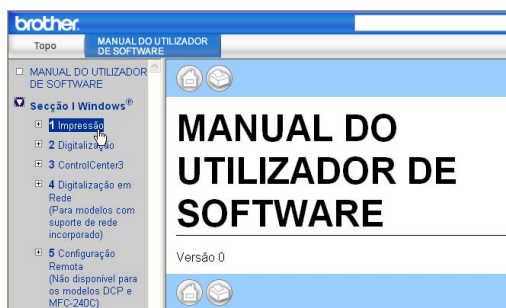 brother.
Topo
MANUAL DO UTILIZADOR
DE SOFTWARE
MANUAL DO UTILIZADOR
DE SOFTWARE
Secção I Windows®
1 Impressão
2 Digitalização
3 ControlCenter3
4 Digitalização em
Rede
(Para modelos com
suporte de rede
incorporado)
5 Configuração
Remota
(Não disponível para
os modelos DCP e
MFC-240C)
MANUAL DO
UTILIZADOR DE
SOFTWARE
Versão 0